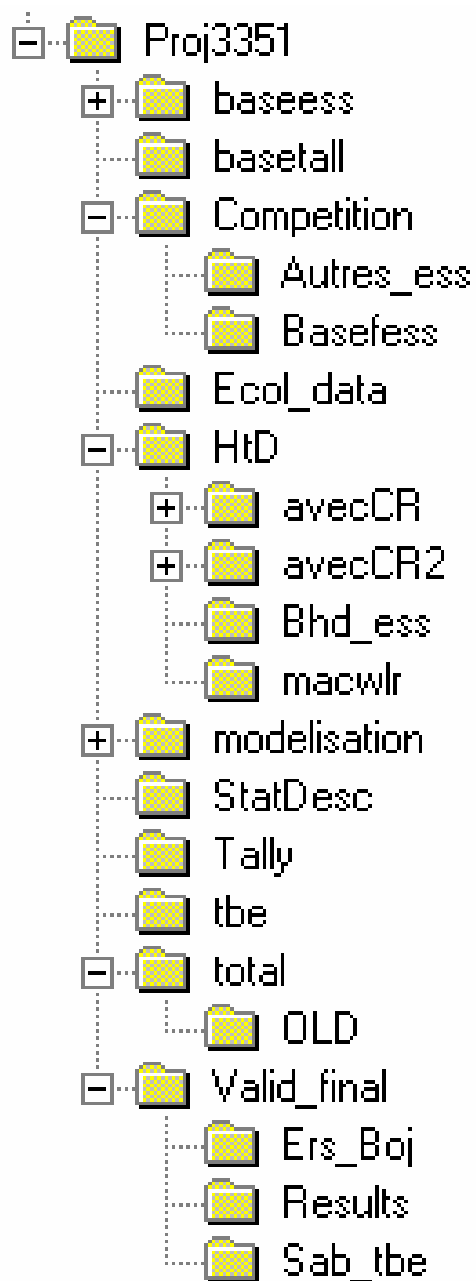 Proj3351
baseess
basetall
Competition
Autres_ess
Basefess
Ecol_data
HtD
avecCR
avecCR2
Bhd_ess
macwlr
modelisation
StatDesc
Tally
tbe
total
OLD
Valid_final
Ers_Boj
Results
Sab_tbe